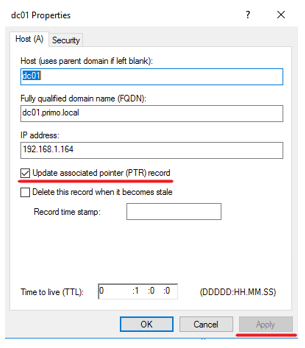 dc01 Properties
? ×
Host (A) Security
Host (uses parent domain if left blank):
dc01
Fully qualified domain name (FQDN):
dc01.primo.local
IP address:
192.168.1.164
Update associated pointer (PTR) record
Delete this record when it becomes stale
Record time stamp:
Time to live (TTL): 0 :1 :0 :0 (DDDDD:HH.MM.SS)
OK Cancel Apply